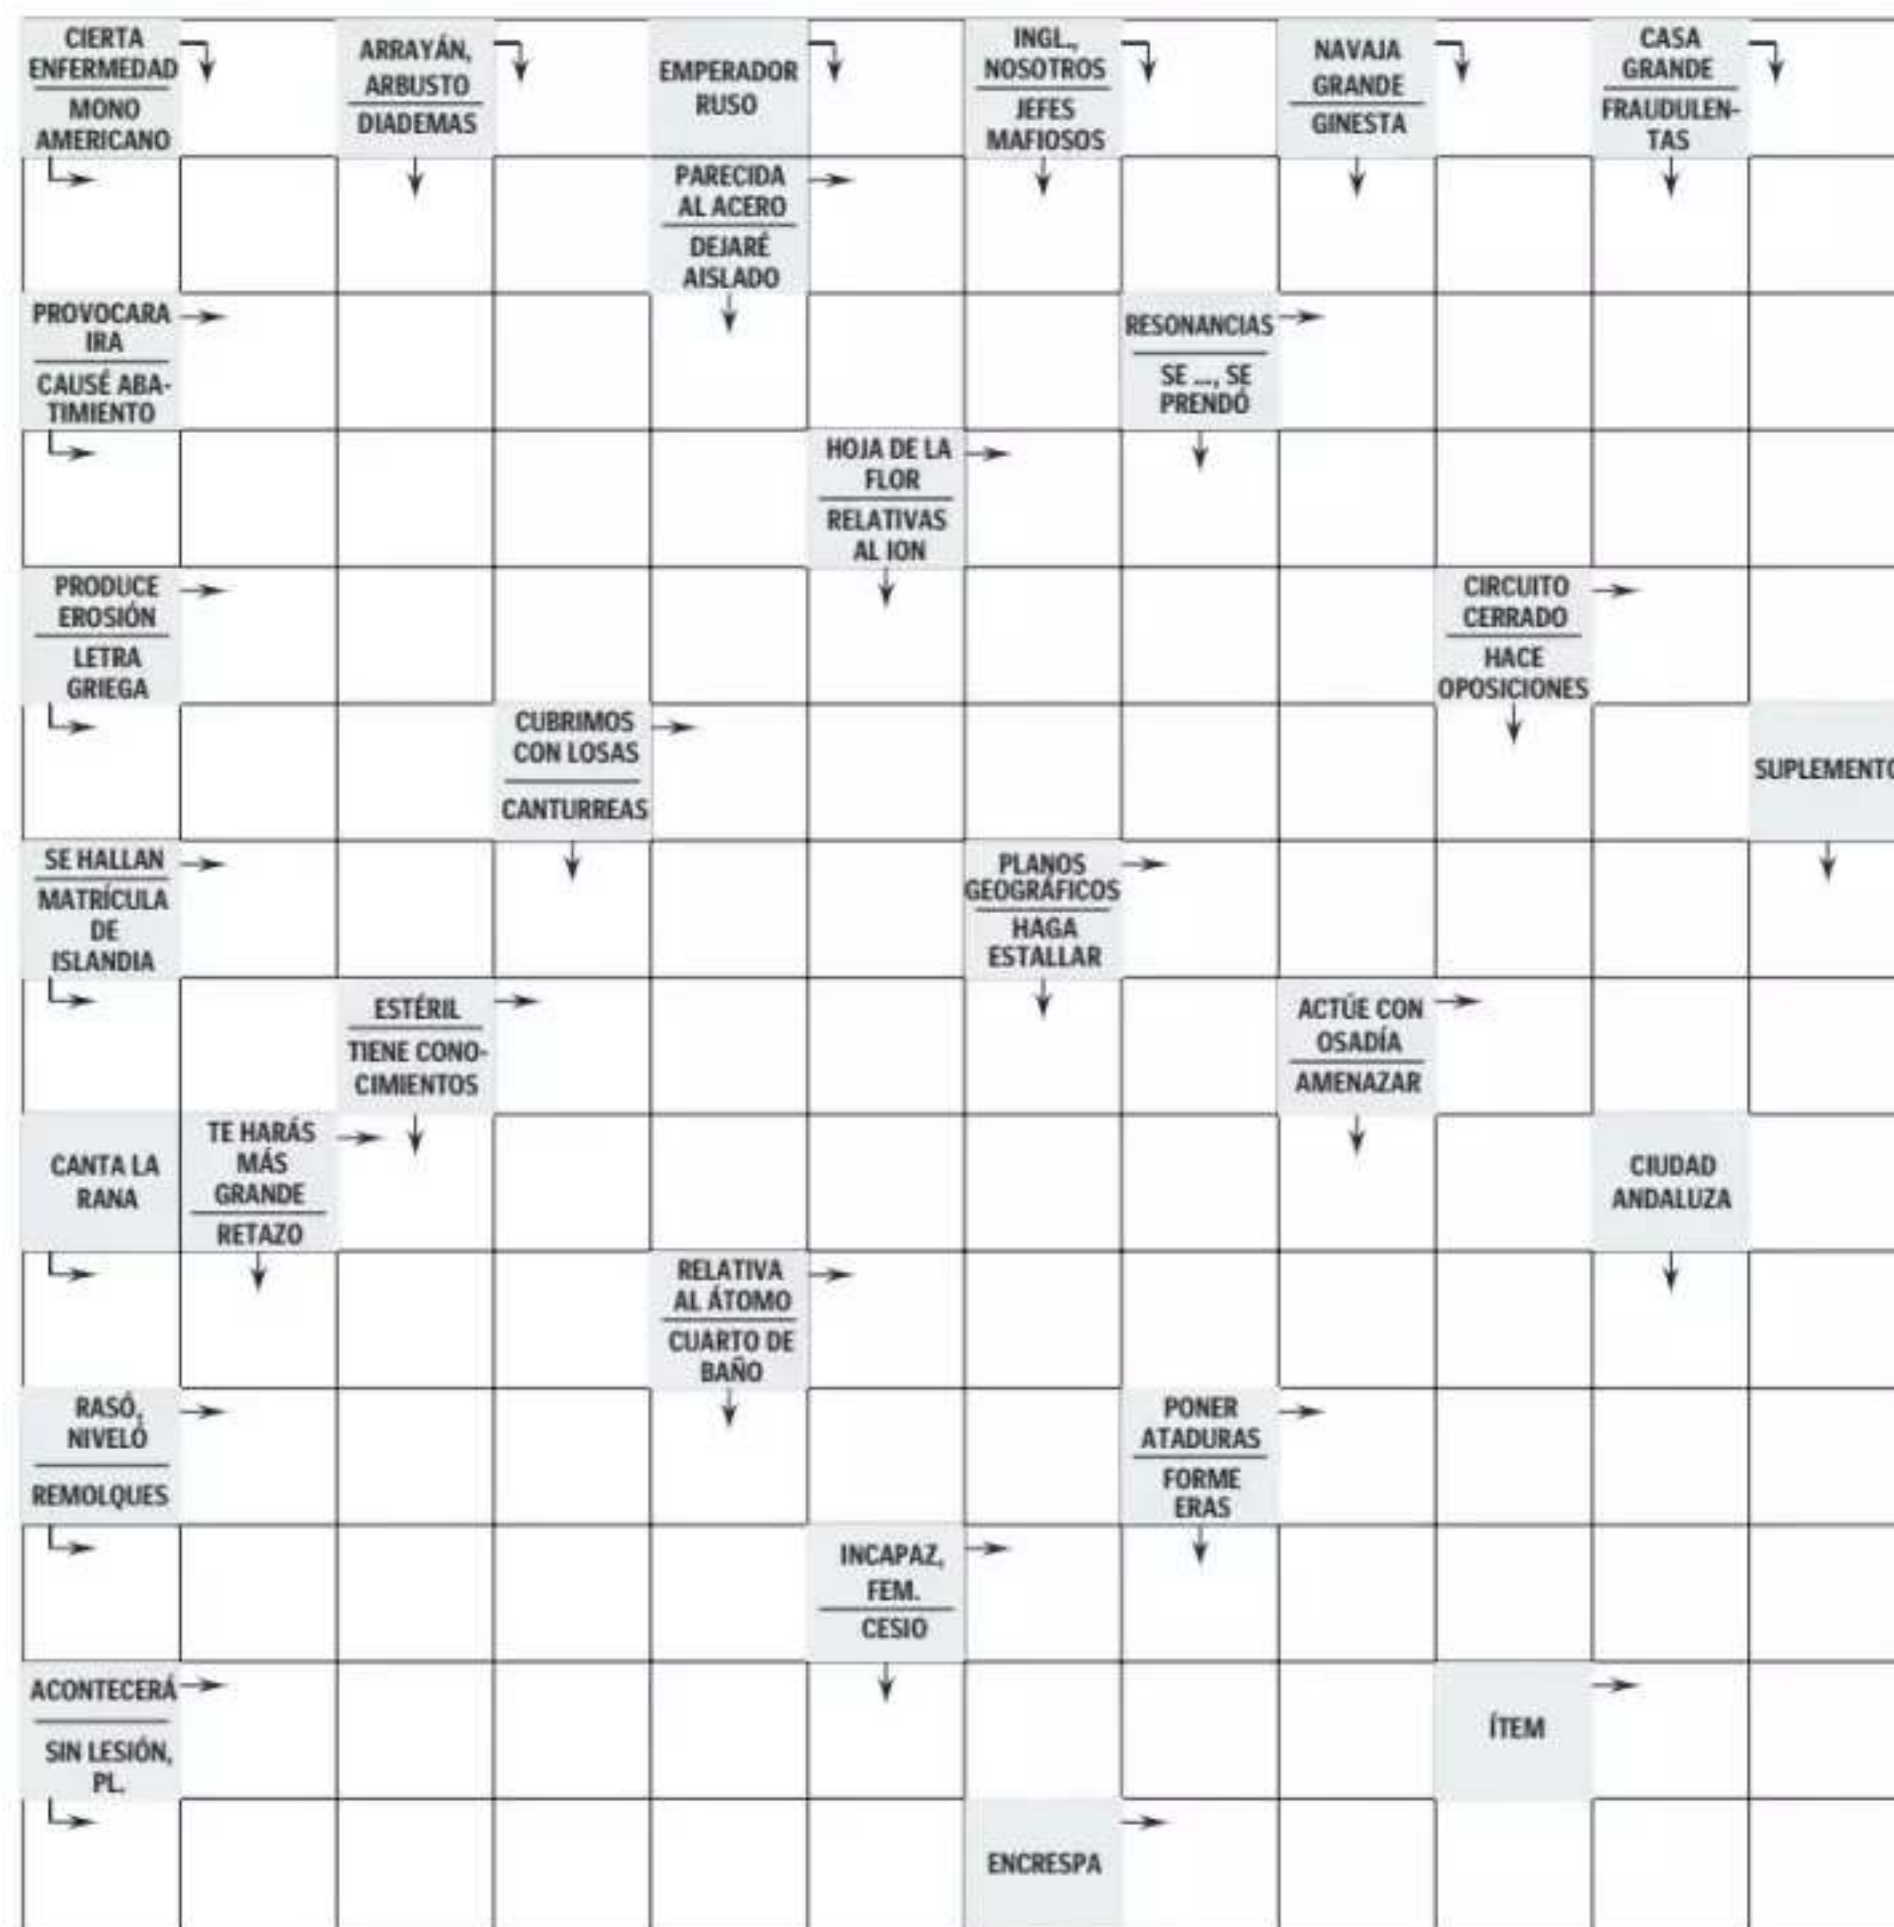 CIERTA
ENFERMEDAD
MONO
AMERICANO
ARRAYÁN,
ARBUSTO
DIADEMAS
EMPERADOR
RUSO
INGL.,
NOSOTROS
JEFES
MAFIOSOS
NAVAJA
GRANDE
GINESTA
CASA
GRANDE
FRAUDULEN-
TAS
PARECIDA
AL ACERO
DEJARÉ
AISLADO
PROVOCARA
IRA
CAUSÉ ABA-
TIMIENTO
RESONANCIAS
SE ..., SE
PRENDÓ
HOJA DE LA
FLOR
RELATIVAS
AL ION
PRODUCE
EROSIÓN
LETRA
GRIEGA
CIRCUITO
CERRADO
HACE
OPOSICIONES
CUBRIMOS
CON LOSAS
CANTURREAS
SUPLEMENTO
SE HALLAN
MATRÍCULA
DE
ISLANDIA
PLANOS
GEOGRÁFICOS
HAGA
ESTALLAR
ESTÉRIL
TIENE CONO-
CIMIENTOS
ACTÚE CON
OSADÍA
AMENAZAR
CANTA LA
RANA
TE HARÁS
MÁS
GRANDE
RETAZO
CIUDAD
ANDALUZA
RELATIVA
AL ÁTOMO
CUARTO DE
BAÑO
RASÓ,
NIVELÓ
REMOLQUES
PONER
ATADURAS
FORME
ERAS
INCAPAZ,
FEM.
CESIO
ACONTECERÁ
SIN LESIÓN,
PL.
ÍTEM
ENCRESPA